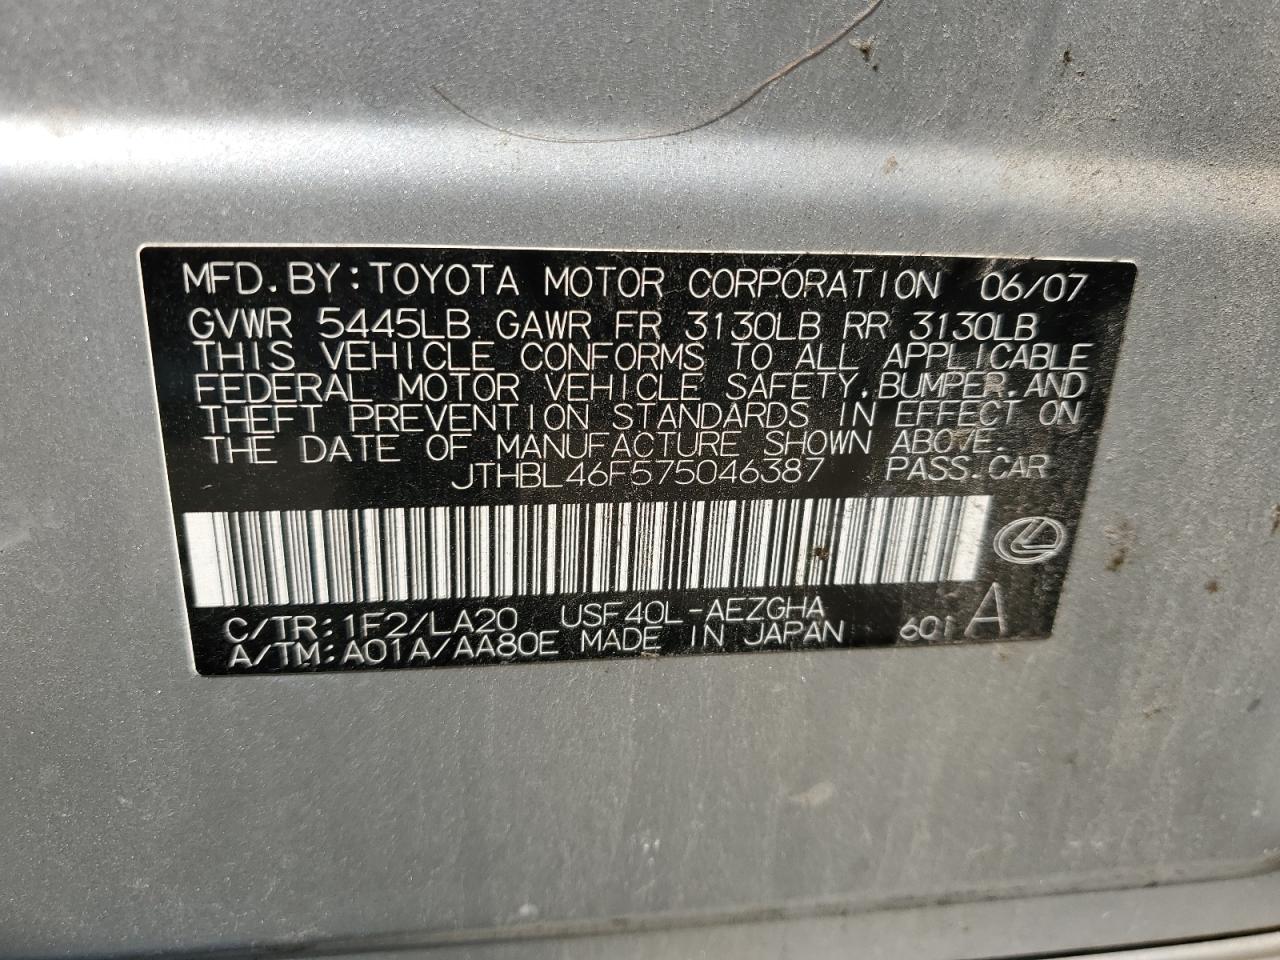 MFD. BY: TOYOTA MOTOR CORPORATION 06/07
GVWR 5445LB GAWR FR 3130LB RR 3130LB
THIS VEHICLE CONFORMS TO ALL APPLICABLE
FEDERAL MOTOR VEHICLE SAFETY, BUMPER, AND
THEFT PREVENTION STANDARDS IN EFFECT ON
THE DATE OF MANUFACTURE SHOWN ABOVE.
JTHBL46F575046387 PASS. CAR
C/TR: 1F2/LA20 USF40L-AEZGHA
A/TM: A01A/AA80E MADE IN JAPAN 601 A